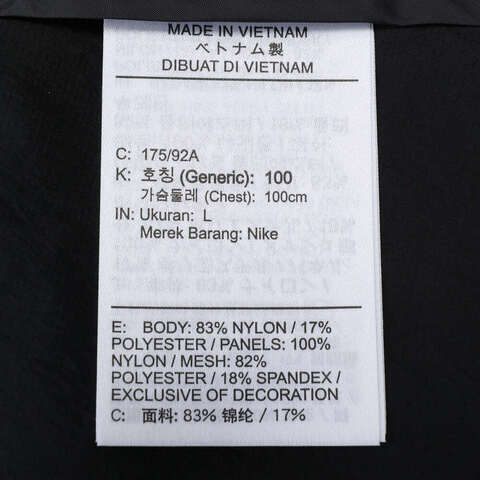 MADE IN VIETNAM
ベトナム製
DIBUAT DI VIETNAM
C: 175/92A
K: 호칭 (Generic): 100
가슴둘레 (Chest): 100cm
IN: Ukuran: L
Merek Barang: Nike
E: BODY: 83% NYLON / 17%
POLYESTER / PANELS: 100%
NYLON / MESH: 82%
POLYESTER / 18% SPANDEX /
EXCLUSIVE OF DECORATION
C: 面料: 83% 锦纶 / 17%